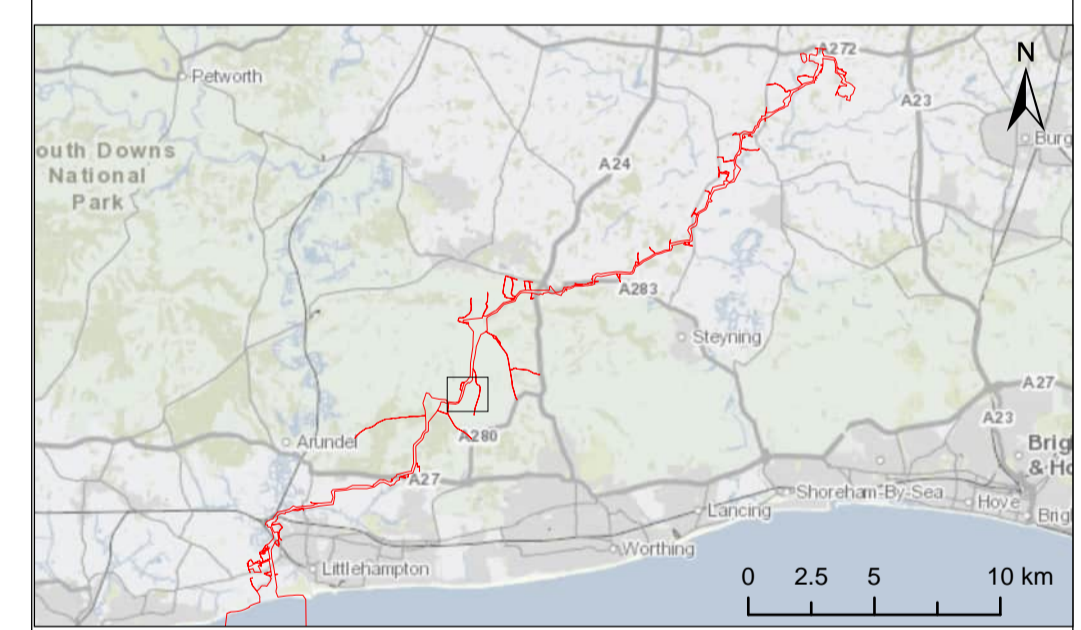 A272
N
Petworth
A23
Burg
outh Downs
National
Park
A24
A283
Steyning
A27
A23
Arundel
A280
Brig
& Ho
A27
Shoreham-By-Sea
Hove
Lancing
Brig
Worthing
Littlehampton
0 2.5 5 10 km